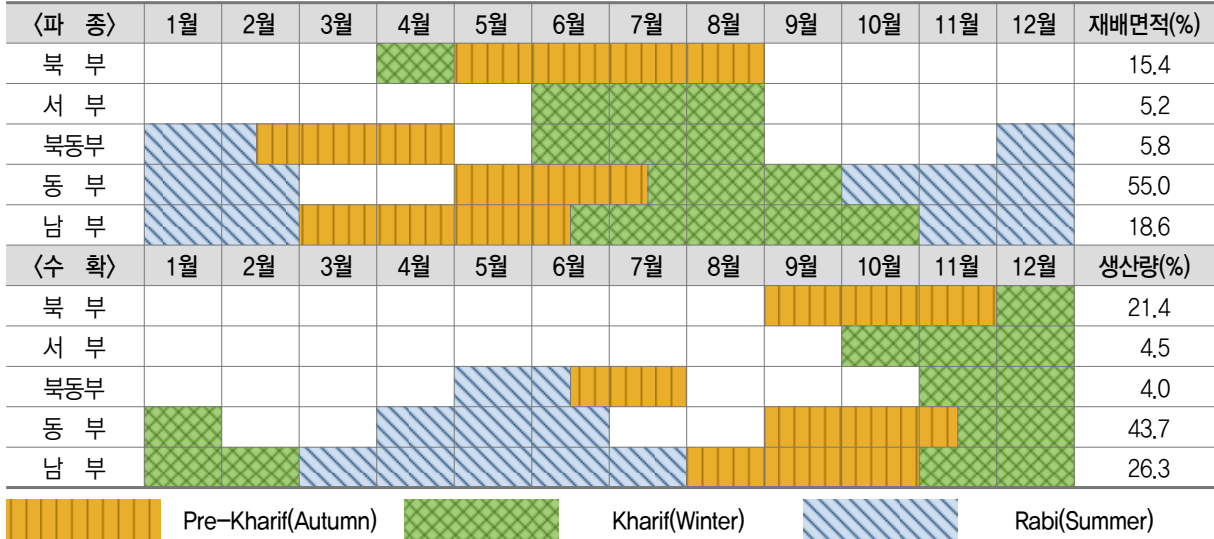 〈파 종〉 1월 2월 3월 4월 5월 6월 7월 8월 9월 10월 11월 12월 재배면적(%)
북 부 15.4
서 부 5.2
북동부 5.8
동 부 55.0
남 부 18.6
〈수 확〉 1월 2월 3월 4월 5월 6월 7월 8월 9월 10월 11월 12월 생산량(%)
북 부 21.4
서 부 4.5
북동부 4.0
동 부 43.7
남 부 26.3
Pre-Kharif(Autumn) Kharif(Winter) Rabi(Summer)